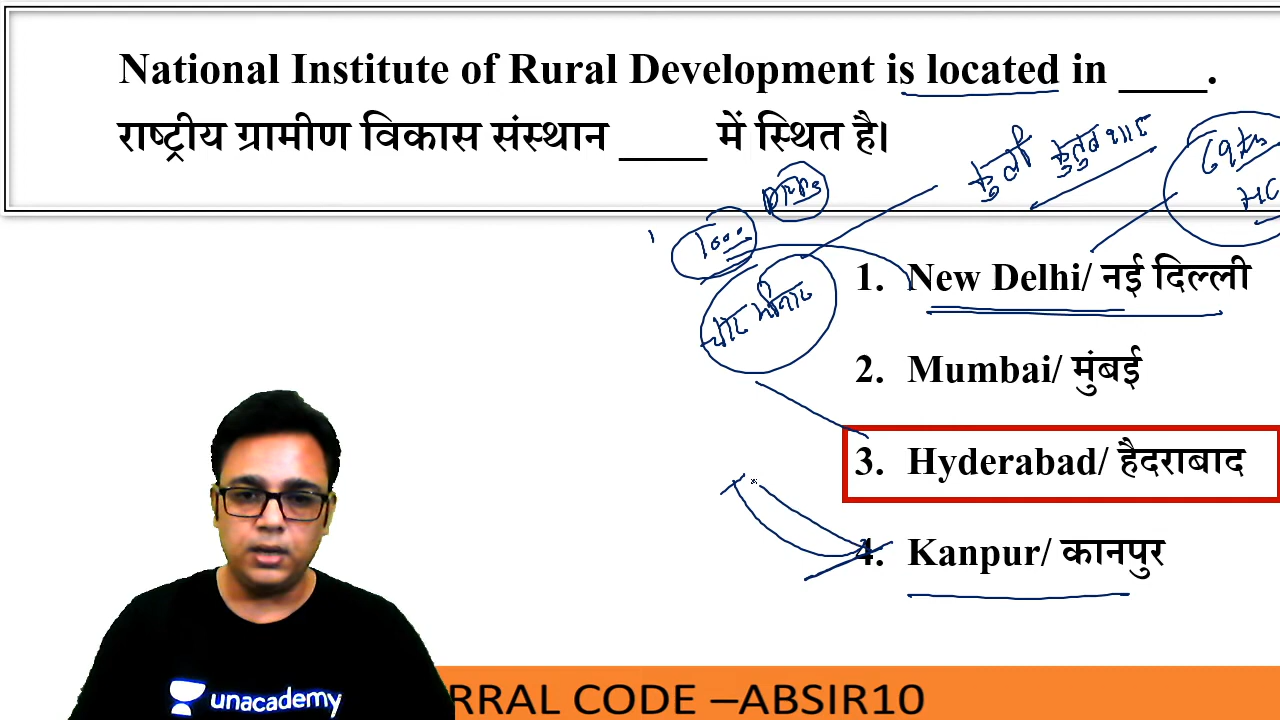 National Institute of Rural Development is located in ____.
राष्ट्रीय ग्रामीण विकास संस्थान ____ में स्थित है।
कुली कुतुब शाह
1000
चार मीनार
1. New Delhi/ नई दिल्ली
2. Mumbai/ मुंबई
3. Hyderabad/ हैदराबाद
4. Kanpur/ कानपुर
unacademy
RRAL CODE –ABSIR10